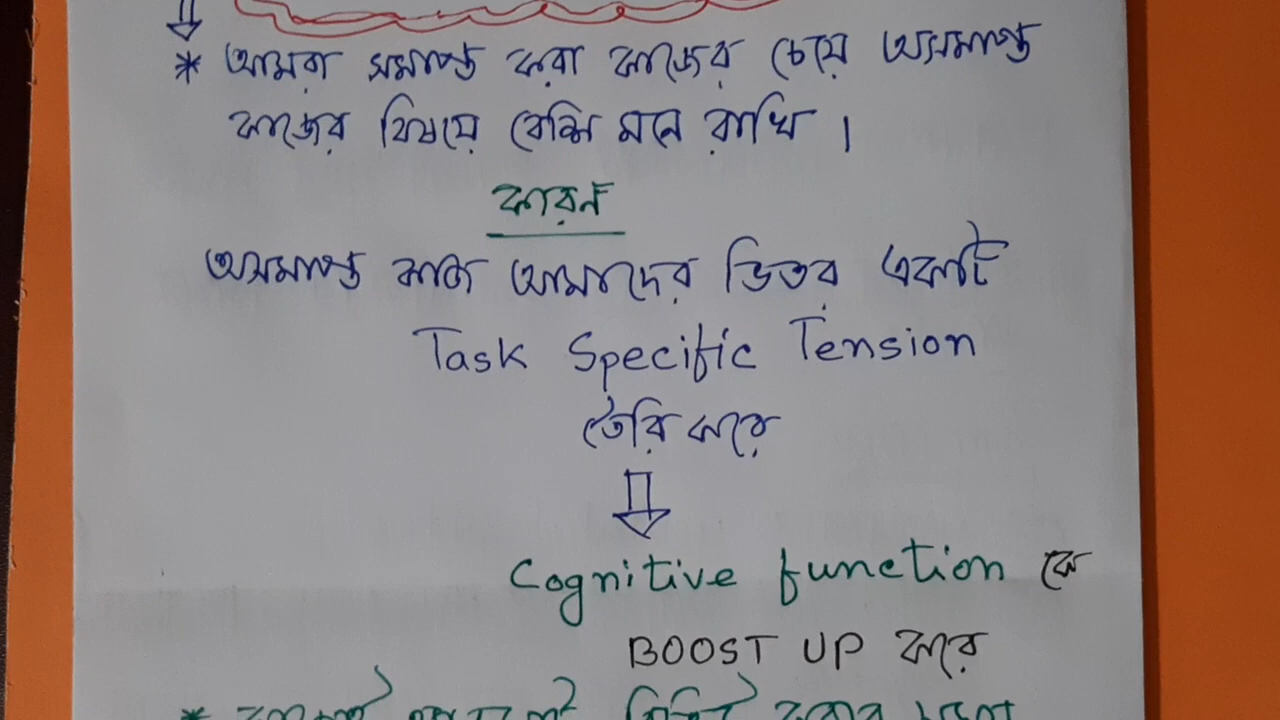 * আমরা সমাপ্ত করা কাজের চেয়ে অসমাপ্ত
কাজের বিষয়ে বেশি মনে রাখি ।
কারন
অসমাপ্ত কাজ আমাদের ভিতর একটি
Task Specific Tension
তৈরি করে
Cognitive function কে
BOOST UP করে
*